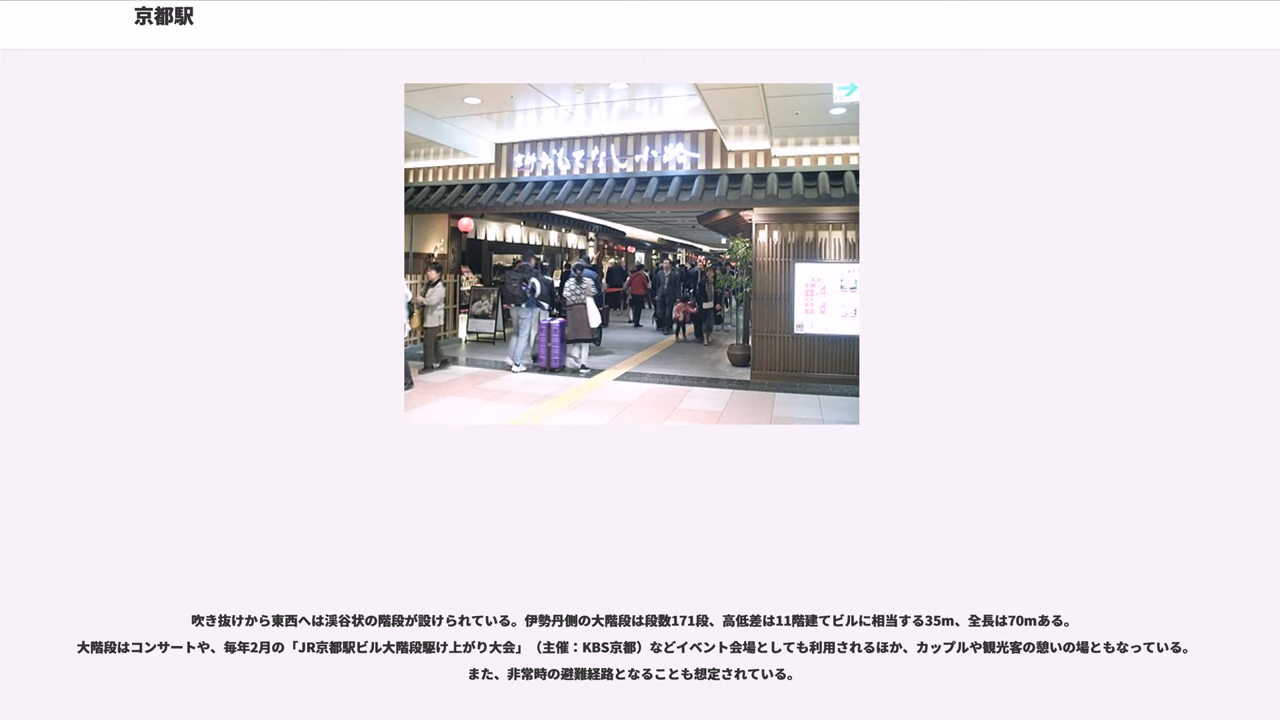 京都駅
新おもてなし小路
吹き抜けから東西へは渓谷状の階段が設けられている。伊勢丹側の大階段は段数171段、高低差は11階建てビルに相当する35m、全長は70mある。
大階段はコンサートや、毎年2月の「JR京都駅ビル大階段駆け上がり大会」（主催：KBS京都）などイベント会場としても利用されるほか、カップルや観光客の憩いの場ともなっている。
また、非常時の避難経路となることも想定されている。